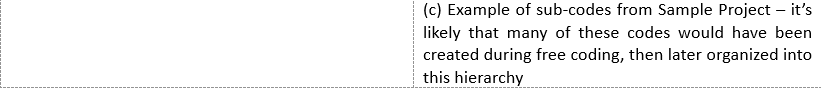 (c) Example of sub-codes from Sample Project – it’s
likely that many of these codes would have been
created during free coding, then later organized into
this hierarchy